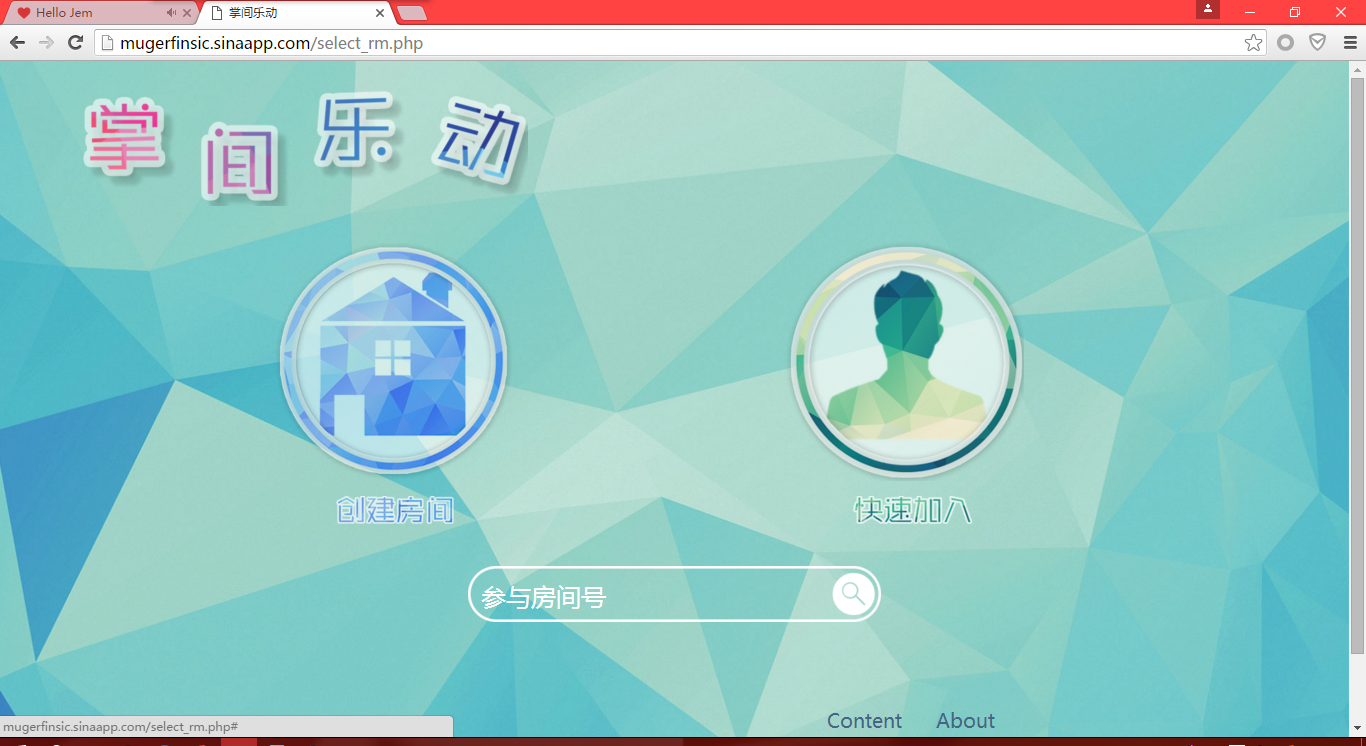 Hello Jem
掌间乐动
mugerfinsic.sinaapp.com/select_rm.php
掌间乐动
创建房间
快速加入
参与房间号
Content About
mugerfinsic.sinaapp.com/select_rm.php#